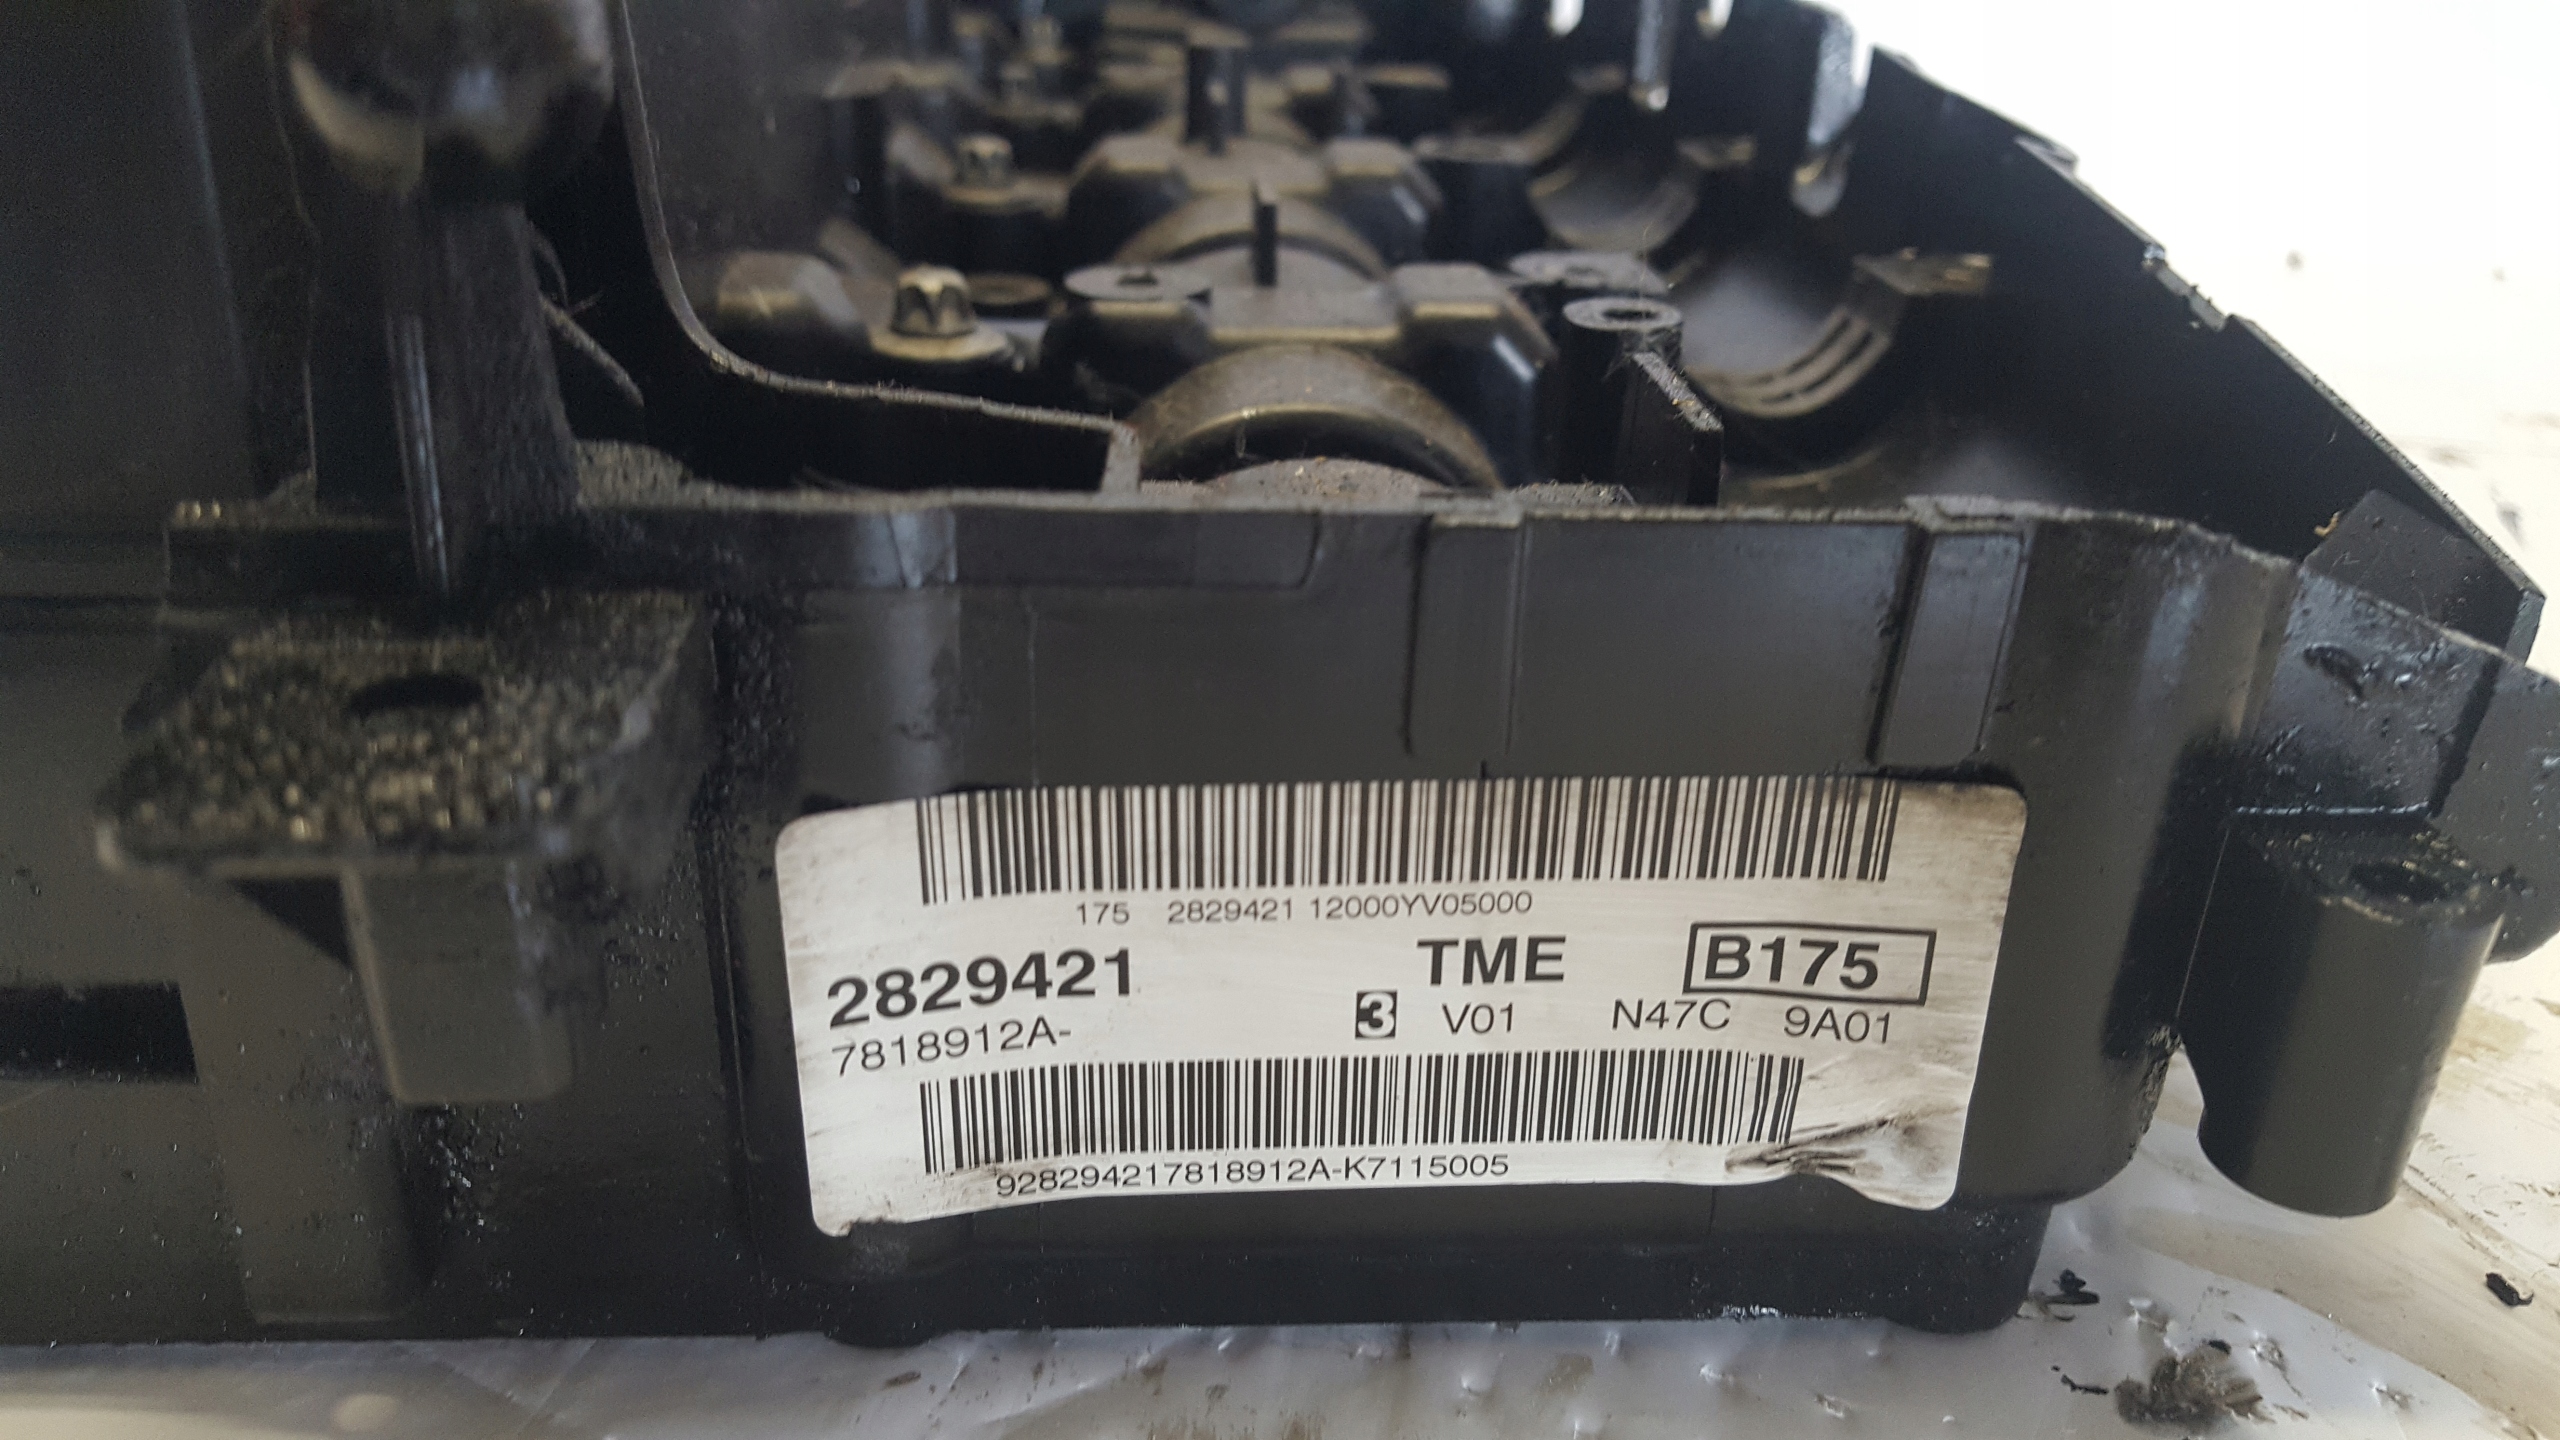 175 2829421 12000YV05000
2829421 TME B175
7818912A- 3 V01 N47C 9A01
928294217818912A-K7115005